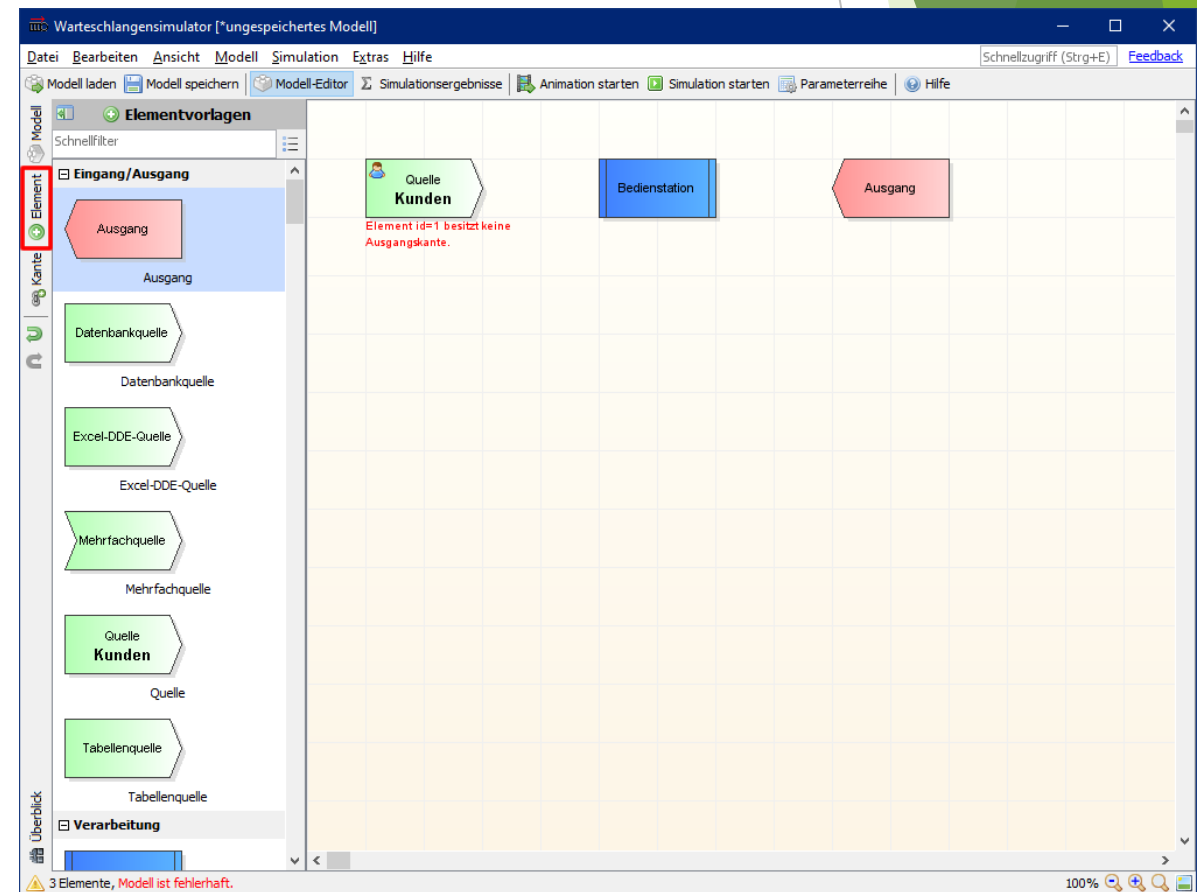 Warteschlangensimulator [*ungespeichertes Modell]
Datei Bearbeiten Ansicht Modell Simulation Extras Hilfe Schnellzugriff (Strg+E) Feedback
Modell laden Modell speichern Modell-Editor Σ Simulationsergebnisse Animation starten Simulation starten Parameterreihe Hilfe
Modell
Element
Kante
Überblick
Elementvorlagen
Schnellfilter
Eingang/Ausgang
Ausgang
Ausgang
Datenbankquelle
Datenbankquelle
Excel-DDE-Quelle
Excel-DDE-Quelle
Mehrfachquelle
Mehrfachquelle
Quelle
Kunden
Quelle
Tabellenquelle
Tabellenquelle
Verarbeitung
Quelle
Kunden
Element id=1 besitzt keine
Ausgangskante.
Bedienstation
Ausgang
3 Elemente, Modell ist fehlerhaft. 100%